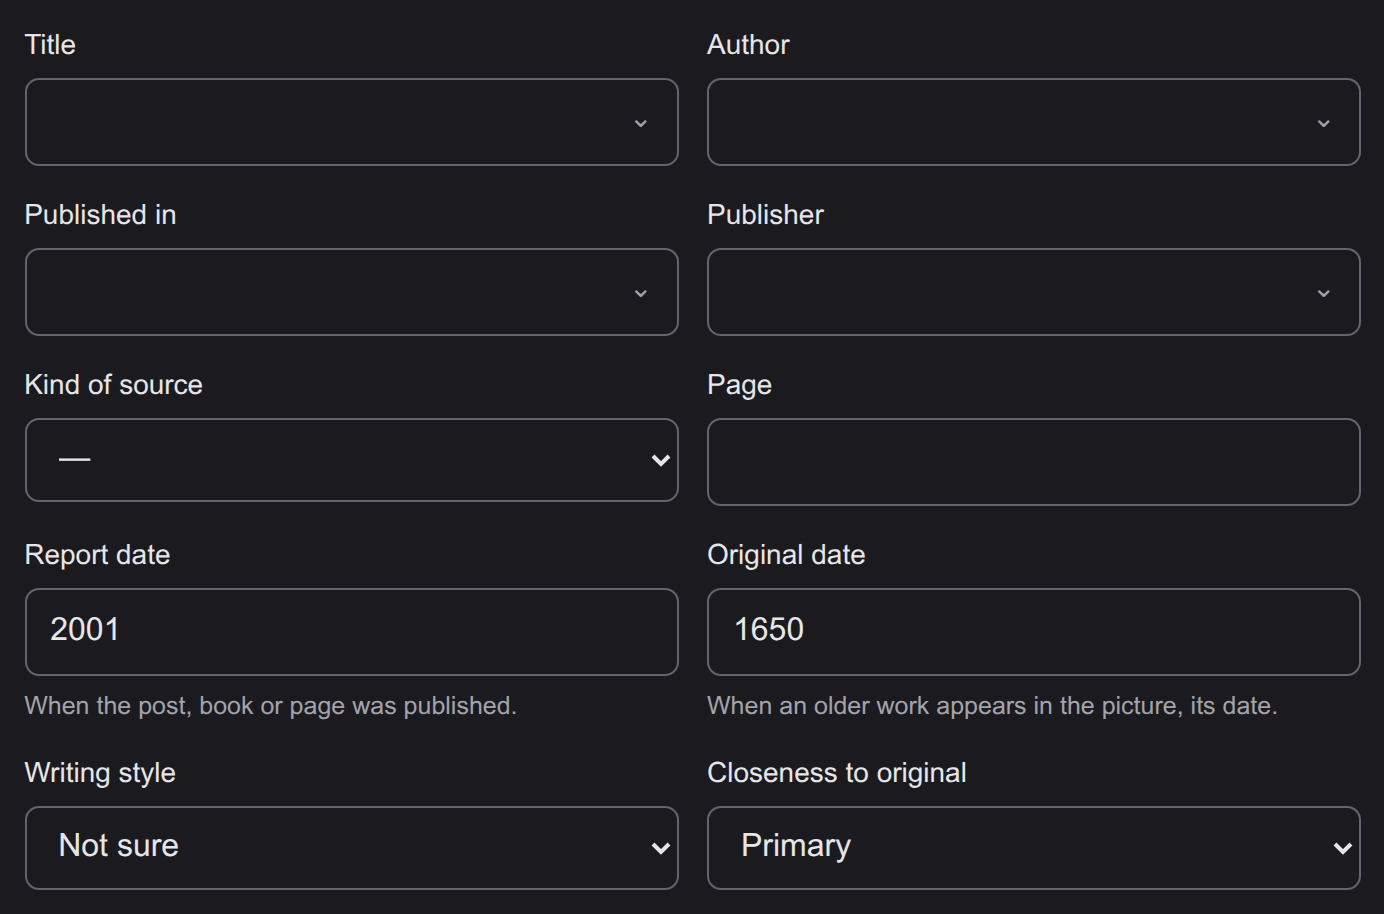 Title
Author
Published in
Publisher
Kind of source
—
Page
Report date
2001
When the post, book or page was published.
Original date
1650
When an older work appears in the picture, its date.
Writing style
Not sure
Closeness to original
Primary